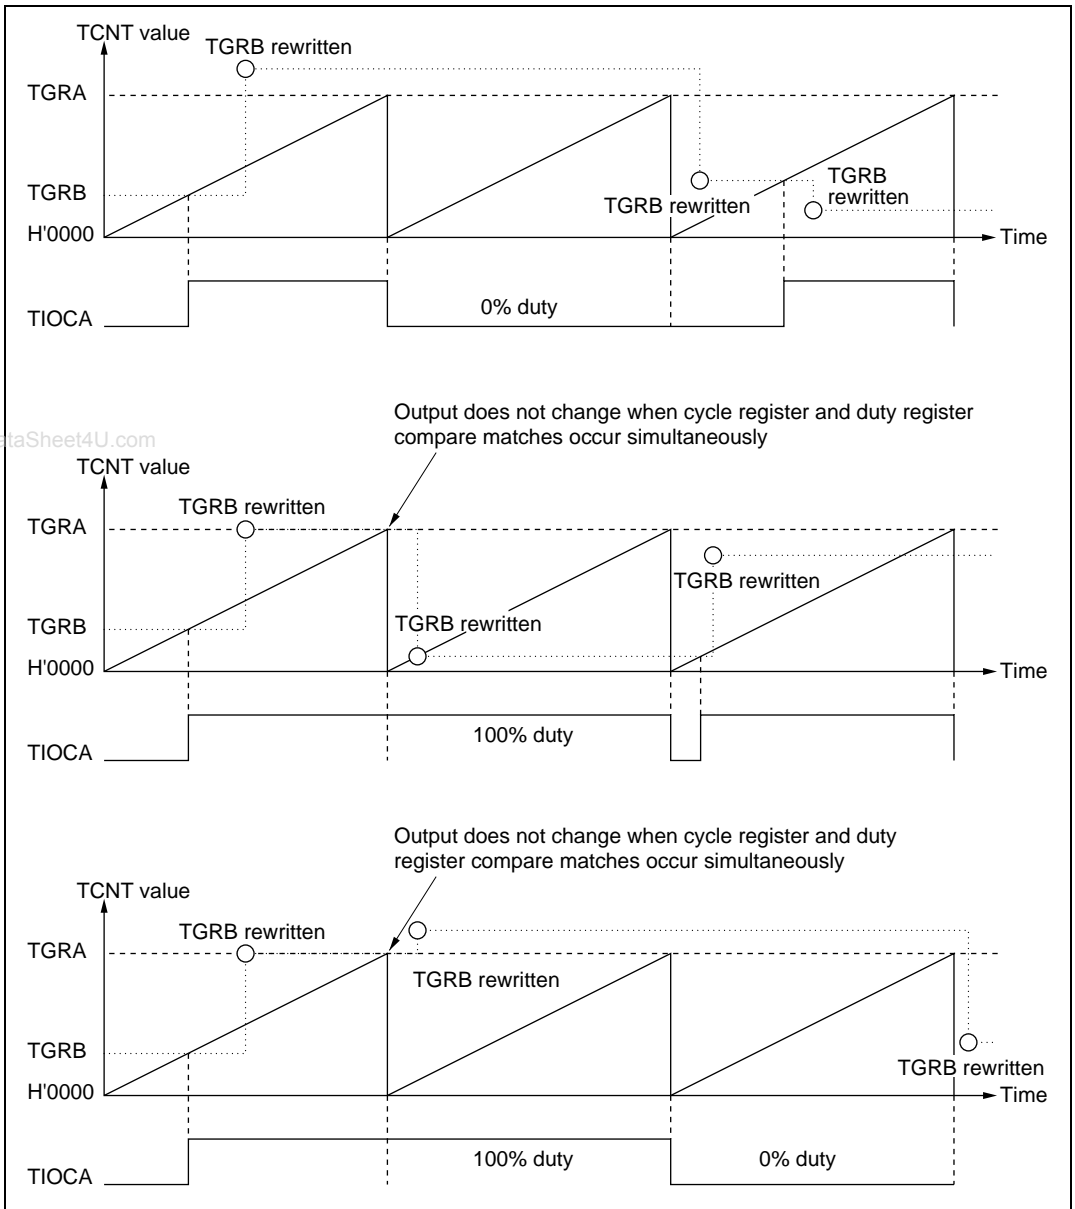 TCNT value
TGRB rewritten
TGRA
TGRB
TGRB
rewritten
TGRB rewritten
H'0000
Time
0% duty
TIOCA
Output does not change when cycle register and duty register
compare matches occur simultaneously
ataSheet4U.com
TCNT value
TGRB rewritten
TGRA
TGRB rewritten
TGRB
TGRB rewritten
H'0000
Time
100% duty
TIOCA
Output does not change when cycle register and duty
register compare matches occur simultaneously
TCNT value
TGRB rewritten
TGRA
TGRB rewritten
TGRB
TGRB rewritten
H'0000
Time
100% duty
0% duty
TIOCA